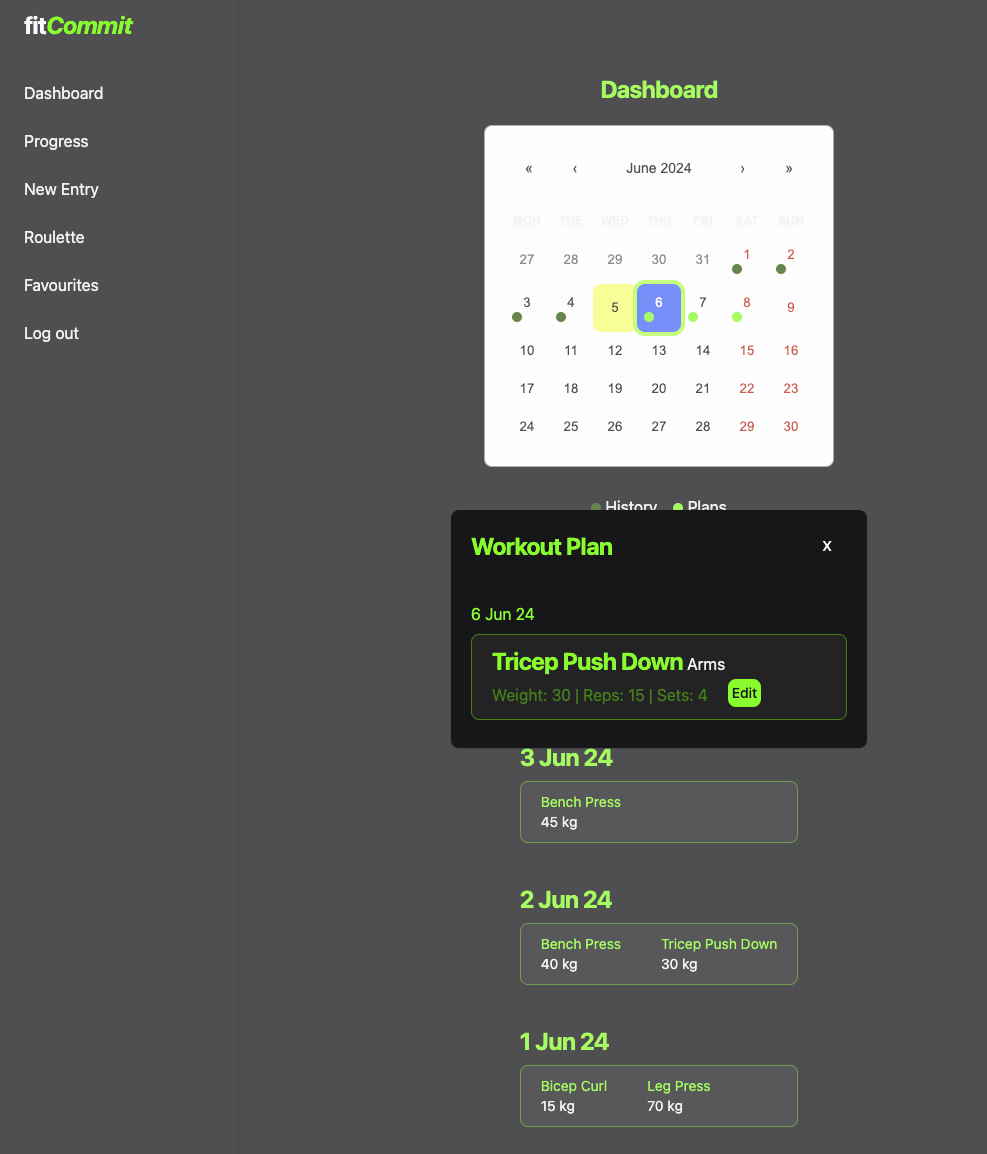 fitCommit
Dashboard
Progress
New Entry
Roulette
Favourites
Log out
Dashboard
« ‹ June 2024 › »
MON TUE WED THU FRI SAT SUN
27 28 29 30 31 1 2
3 4 5 6 7 8 9
10 11 12 13 14 15 16
17 18 19 20 21 22 23
24 25 26 27 28 29 30
History Plans
Workout Plan X
6 Jun 24
Tricep Push Down Arms
Weight: 30 | Reps: 15 | Sets: 4 Edit
3 Jun 24
Bench Press
45 kg
2 Jun 24
Bench Press Tricep Push Down
40 kg 30 kg
1 Jun 24
Bicep Curl Leg Press
15 kg 70 kg